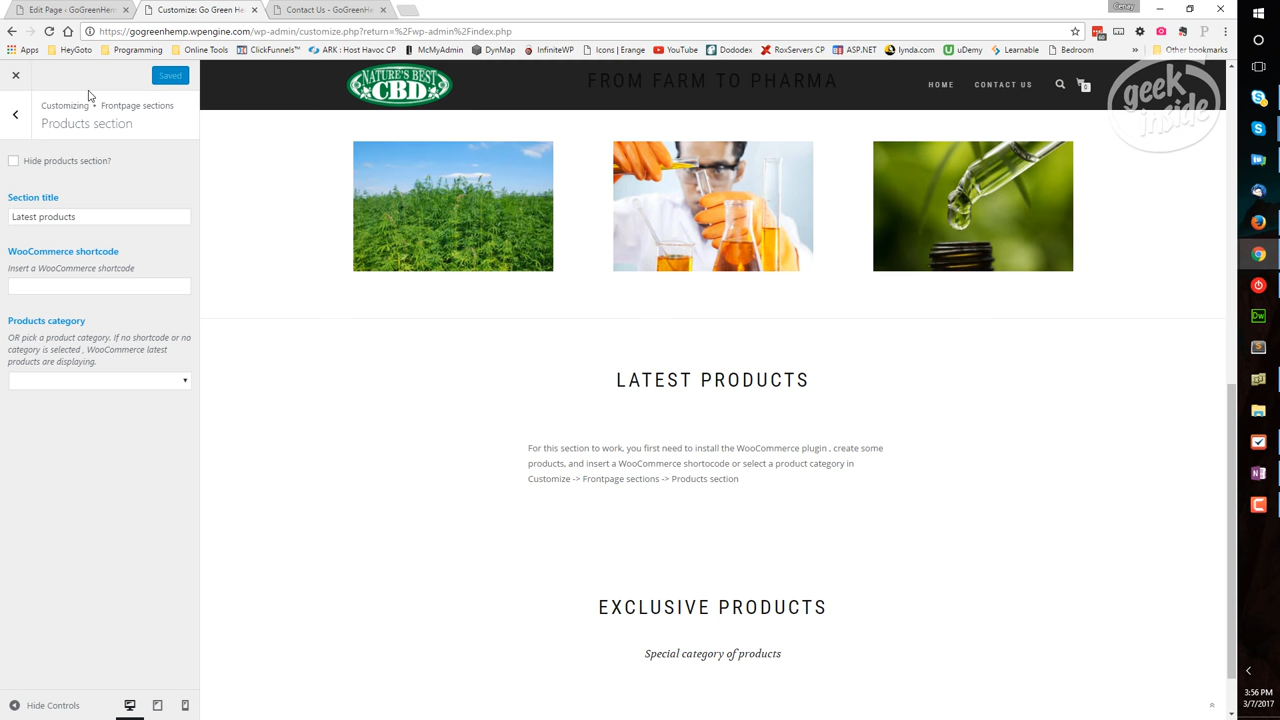 Edit Page ‹ GoGreenHem
Customize: Go Green He
Contact Us – GoGreenHe
Cenay
https://gogreenhemp.wpengine.com/wp-admin/customize.php?return=%2Fwp-admin%2Findex.php
Apps
HeyGoto
Programming
Online Tools
ClickFunnels™
ARK : Host Havoc CP
McMyAdmin
DynMap
InfiniteWP
Icons | Erange
YouTube
Dododex
RoxServers CP
ASP.NET
lynda.com
uDemy
Learnable
Bedroom
»
Other bookmarks
Saved
Customizing ▸ Frontpage sections
Products section
Hide products section?
Section title
Latest products
WooCommerce shortcode
Insert a WooCommerce shortcode
Products category
OR pick a product category. If no shortcode or no
category is selected , WooCommerce latest
products are displaying.
Hide Controls
NATURE'S BEST
CBD
FROM FARM TO PHARMA
HOME
CONTACT US
0
geek
inside
LATEST PRODUCTS
For this section to work, you first need to install the WooCommerce plugin , create some
products, and insert a WooCommerce shortocode or select a product category in
Customize -> Frontpage sections -> Products section
EXCLUSIVE PRODUCTS
Special category of products
Dw
3:56 PM
3/7/2017